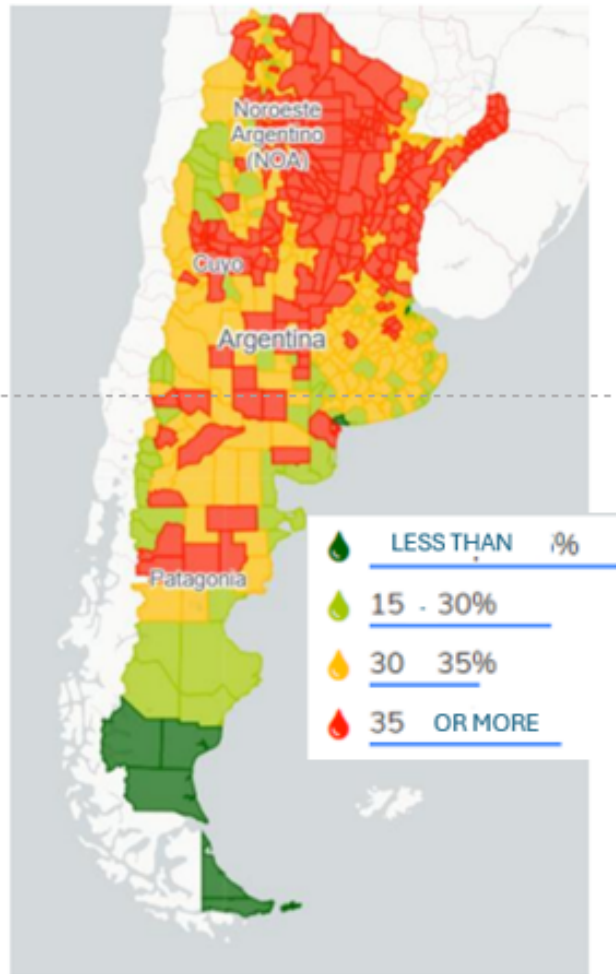 Noroeste
Argentino
(NOA)
Cuyo
Argentina
Patagonia
LESS THAN %
15 - 30%
30 35%
35 OR MORE